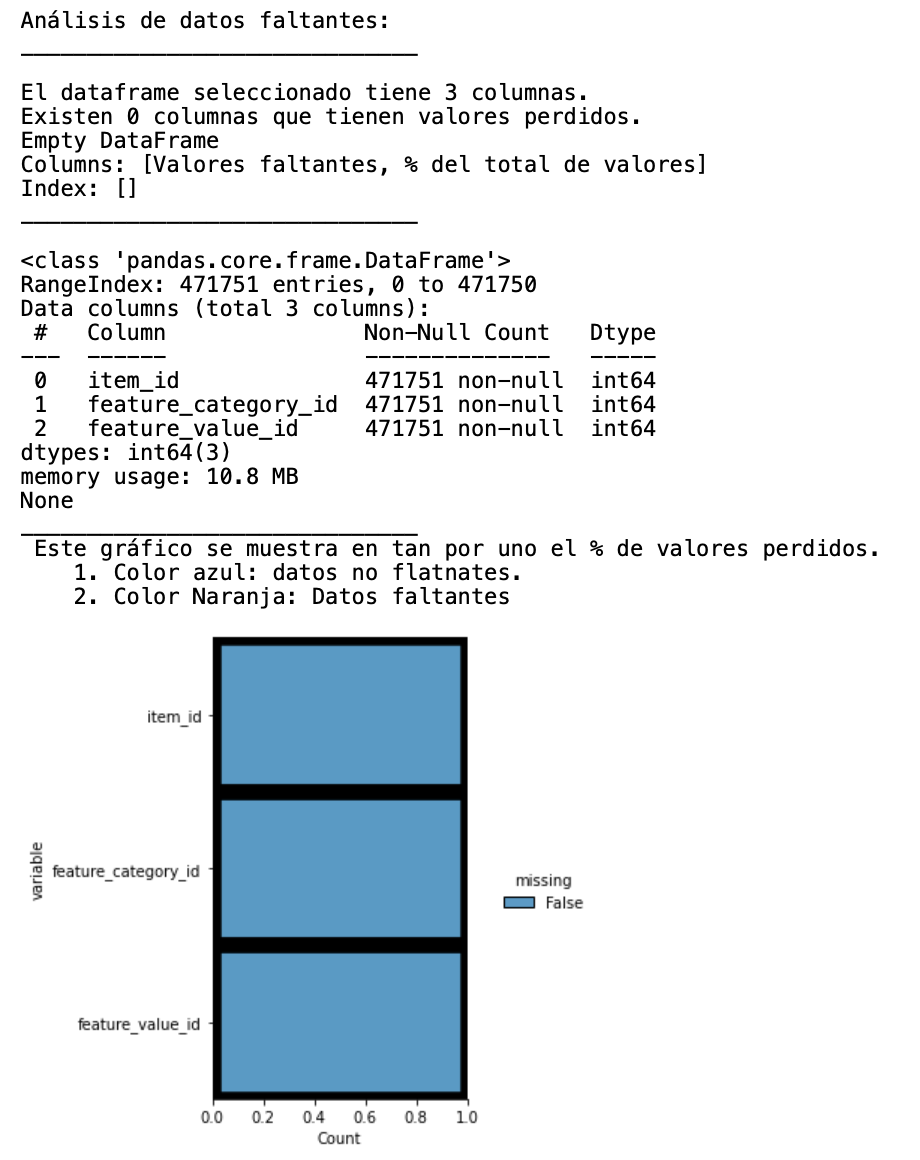 Análisis de datos faltantes:
______________________________
El dataframe seleccionado tiene 3 columnas.
Existen 0 columnas que tienen valores perdidos.
Empty DataFrame
Columns: [Valores faltantes, % del total de valores]
Index: []
______________________________
<class 'pandas.core.frame.DataFrame'>
RangeIndex: 471751 entries, 0 to 471750
Data columns (total 3 columns):
 #   Column               Non-Null Count   Dtype
---  ------               --------------   -----
 0   item_id              471751 non-null  int64
 1   feature_category_id  471751 non-null  int64
 2   feature_value_id     471751 non-null  int64
dtypes: int64(3)
memory usage: 10.8 MB
None
______________________________
 Este gráfico se muestra en tan por uno el % de valores perdidos.
    1. Color azul: datos no flatnates.
    2. Color Naranja: Datos faltantes
item_id
feature_category_id
feature_value_id
variable
0.0 0.2 0.4 0.6 0.8 1.0
Count
missing
False